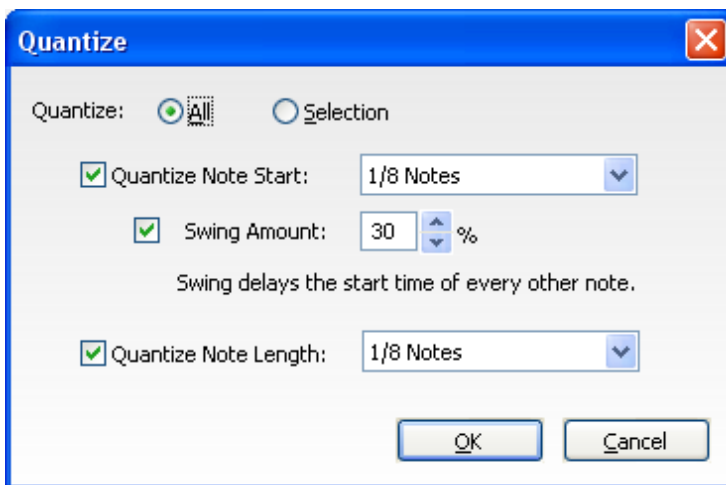 Quantize
Quantize: All Selection
Quantize Note Start: 1/8 Notes
Swing Amount: 30 %
Swing delays the start time of every other note.
Quantize Note Length: 1/8 Notes
OK Cancel